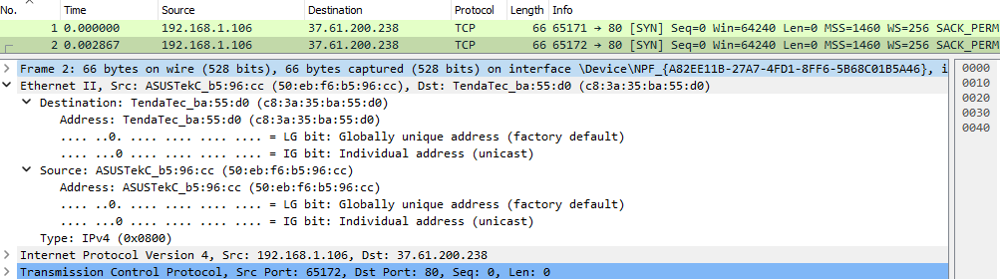 No. Time Source Destination Protocol Length Info
1 0.000000 192.168.1.106 37.61.200.238 TCP 66 65171 → 80 [SYN] Seq=0 Win=64240 Len=0 MSS=1460 WS=256 SACK_PERM
2 0.002867 192.168.1.106 37.61.200.238 TCP 66 65172 → 80 [SYN] Seq=0 Win=64240 Len=0 MSS=1460 WS=256 SACK_PERM
Frame 2: 66 bytes on wire (528 bits), 66 bytes captured (528 bits) on interface \Device\NPF_{A82EE11B-27A7-4FD1-8FF6-5B68C01B5A46}, i
Ethernet II, Src: ASUSTekC_b5:96:cc (50:eb:f6:b5:96:cc), Dst: TendaTec_ba:55:d0 (c8:3a:35:ba:55:d0)
Destination: TendaTec_ba:55:d0 (c8:3a:35:ba:55:d0)
Address: TendaTec_ba:55:d0 (c8:3a:35:ba:55:d0)
.... ..0. .... .... .... .... = LG bit: Globally unique address (factory default)
.... ...0 .... .... .... .... = IG bit: Individual address (unicast)
Source: ASUSTekC_b5:96:cc (50:eb:f6:b5:96:cc)
Address: ASUSTekC_b5:96:cc (50:eb:f6:b5:96:cc)
.... ..0. .... .... .... .... = LG bit: Globally unique address (factory default)
.... ...0 .... .... .... .... = IG bit: Individual address (unicast)
Type: IPv4 (0x0800)
Internet Protocol Version 4, Src: 192.168.1.106, Dst: 37.61.200.238
Transmission Control Protocol, Src Port: 65172, Dst Port: 80, Seq: 0, Len: 0
0000
0010
0020
0030
0040